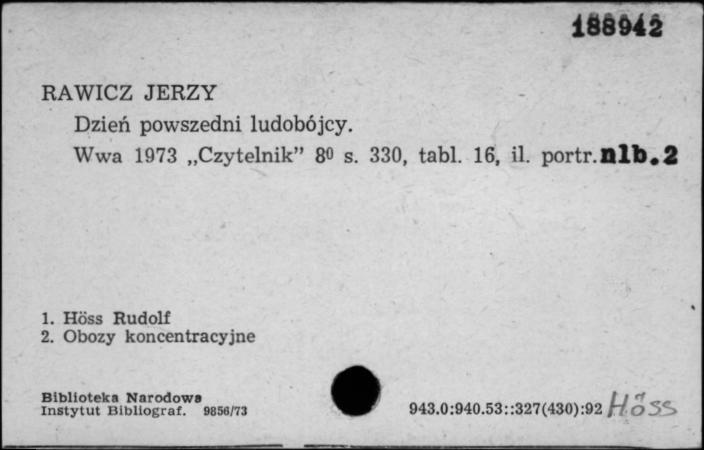 188942
RAWICZ JERZY
Dzień powszedni ludobójcy.
Wwa 1973 „Czytelnik” 8⁰ s. 330, tabl. 16, il. portr. nlb. 2
1. Höss Rudolf
2. Obozy koncentracyjne
Biblioteka Narodowa
Instytut Bibliograf. 9856/73
943.0:940.53::327(430):92 Höss